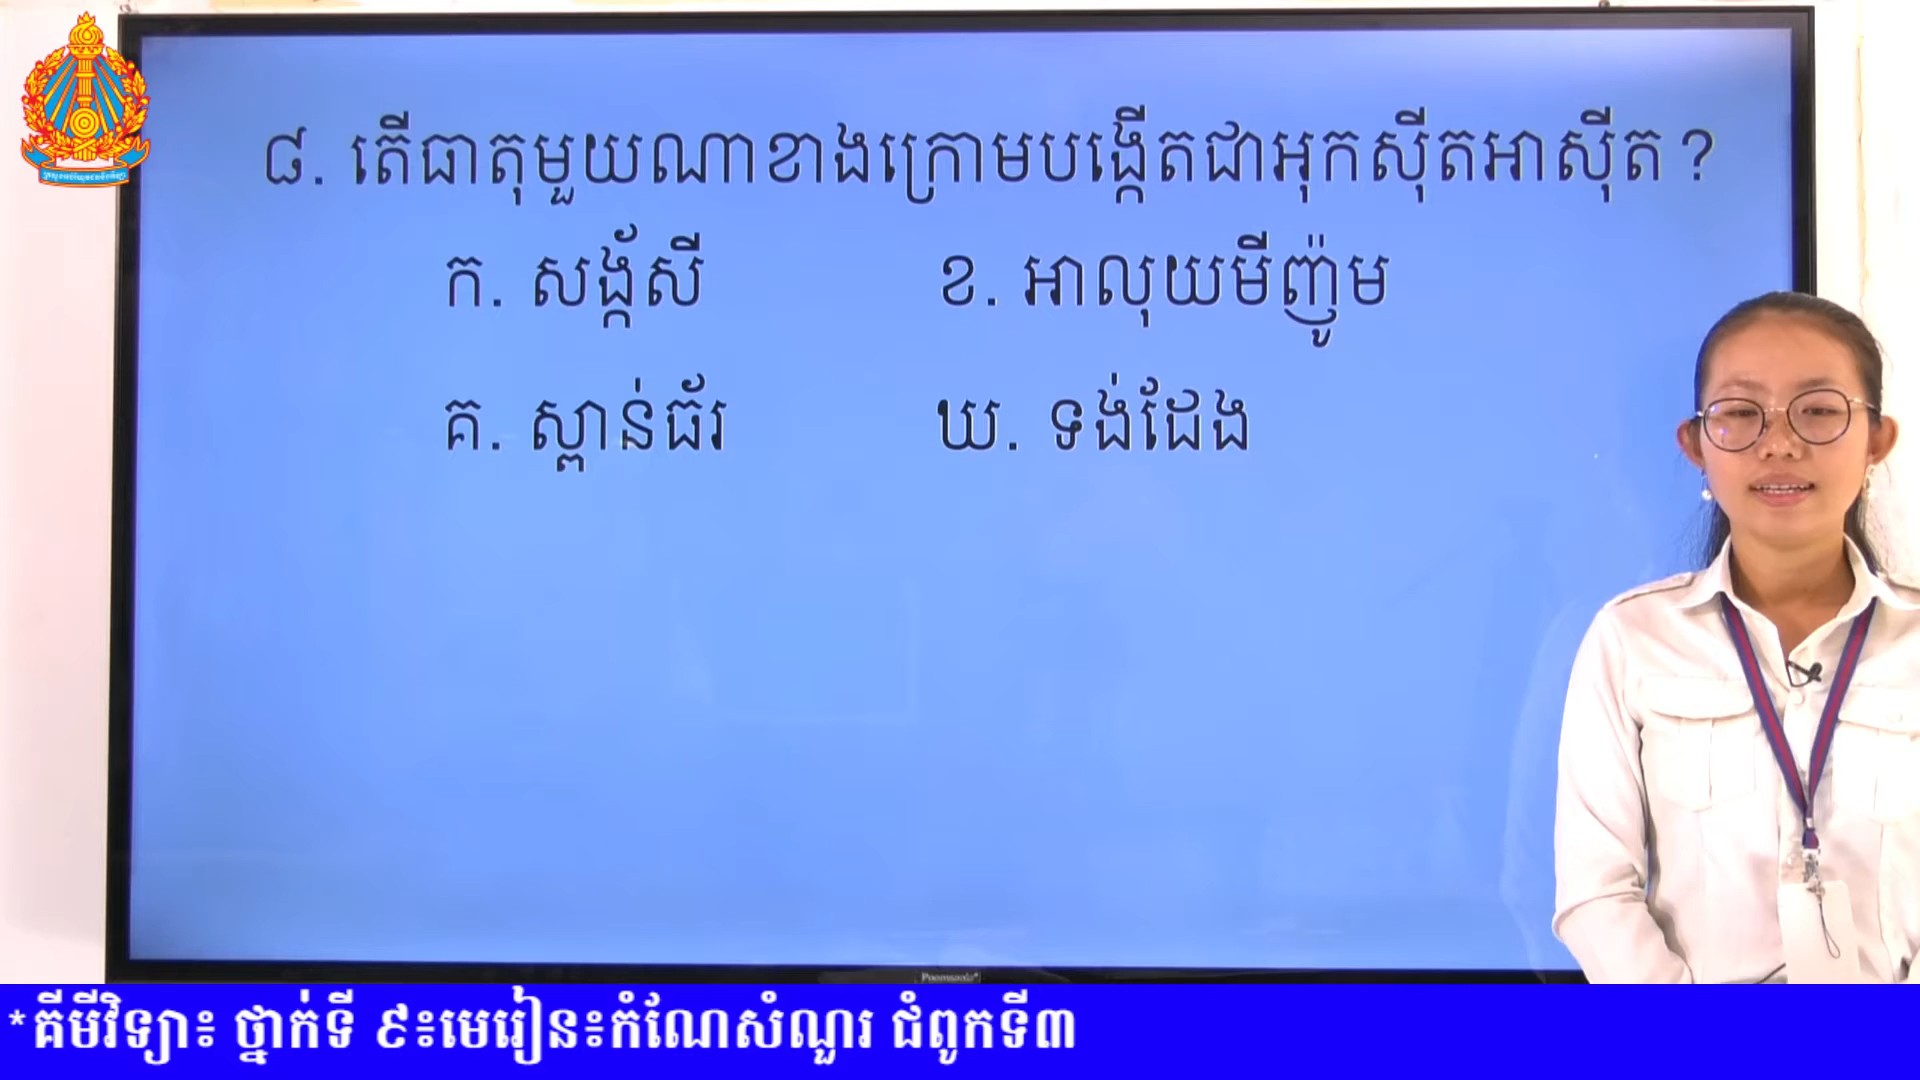 ៨. តើធាតុមួយណាខាងក្រោមបង្កើតជាអុកស៊ីតអាស៊ីត?
ក. សង្ក័សី
ខ. អាលុយមីញ៉ូម
គ. ស្ពាន់ធ័រ
ឃ. ទង់ដែង
*គីមីវិទ្យា៖ ថ្នាក់ទី ៩៖មេរៀន៖កំណែសំណួរ ជំពូកទី៣